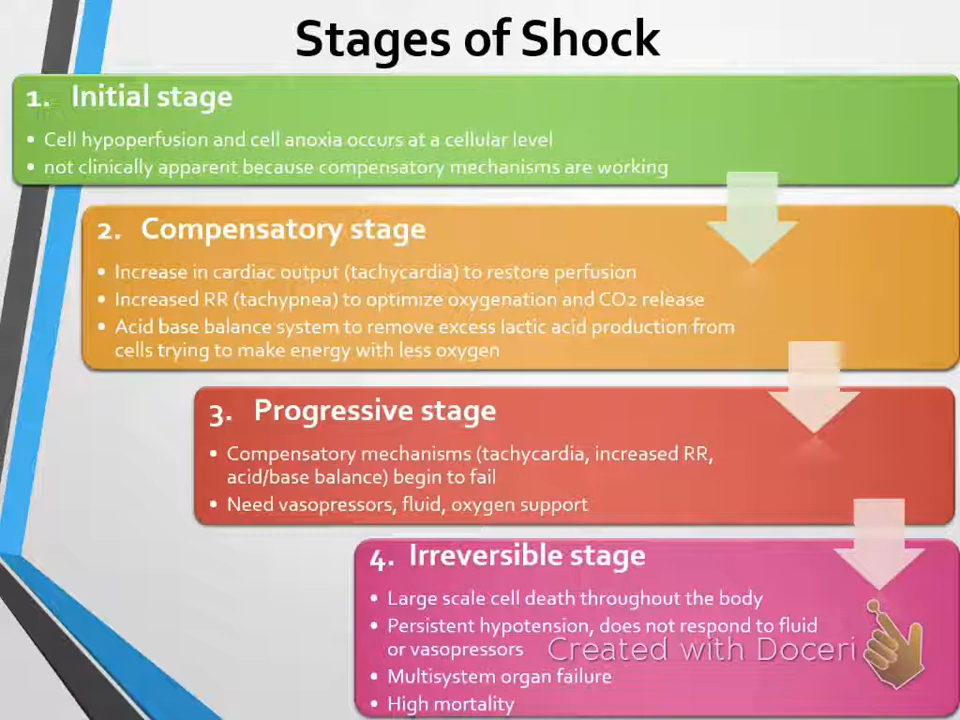 Stages of Shock
1. Initial stage
• Cell hypoperfusion and cell anoxia occurs at a cellular level
• not clinically apparent because compensatory mechanisms are working
2. Compensatory stage
• Increase in cardiac output (tachycardia) to restore perfusion
• Increased RR (tachypnea) to optimize oxygenation and CO2 release
• Acid base balance system to remove excess lactic acid production from
cells trying to make energy with less oxygen
3. Progressive stage
• Compensatory mechanisms (tachycardia, increased RR,
acid/base balance) begin to fail
• Need vasopressors, fluid, oxygen support
4. Irreversible stage
• Large scale cell death throughout the body
• Persistent hypotension, does not respond to fluid
or vasopressors
Created with Doceri
• Multisystem organ failure
• High mortality